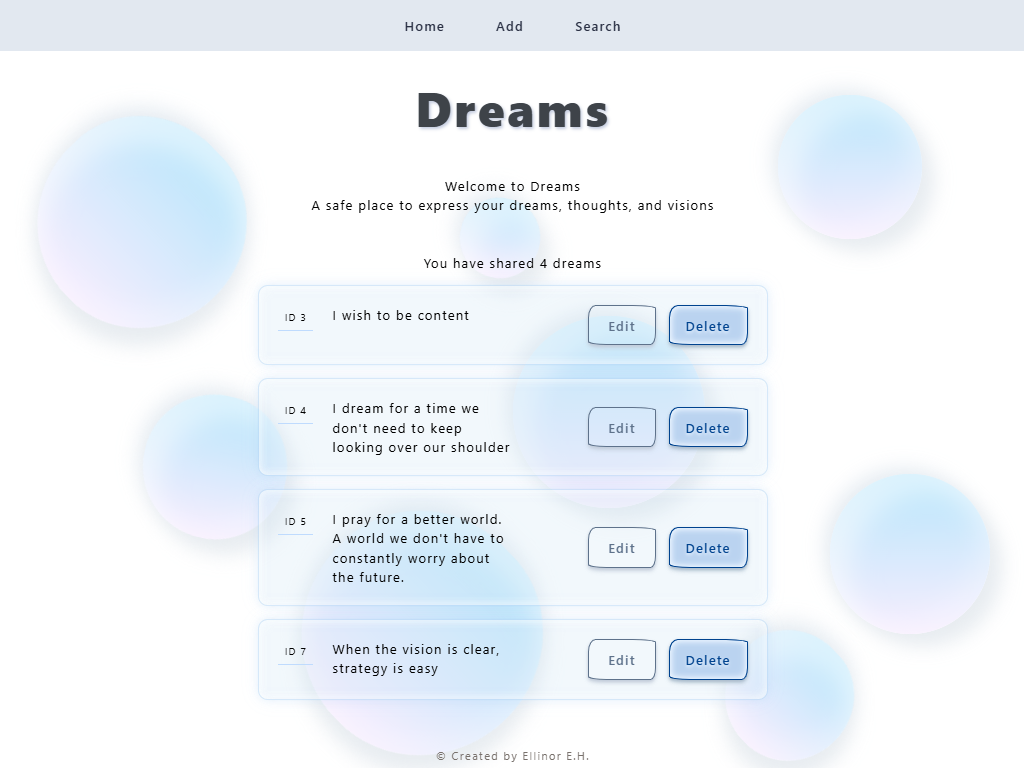 Home Add Search
Dreams
Welcome to Dreams
A safe place to express your dreams, thoughts, and visions
You have shared 4 dreams
ID 3 I wish to be content Edit Delete
ID 4 I dream for a time we
don't need to keep
looking over our shoulder
Edit Delete
ID 5 I pray for a better world.
A world we don't have to
constantly worry about
the future.
Edit Delete
ID 7 When the vision is clear,
strategy is easy
Edit Delete
© Created by Ellinor E.H.